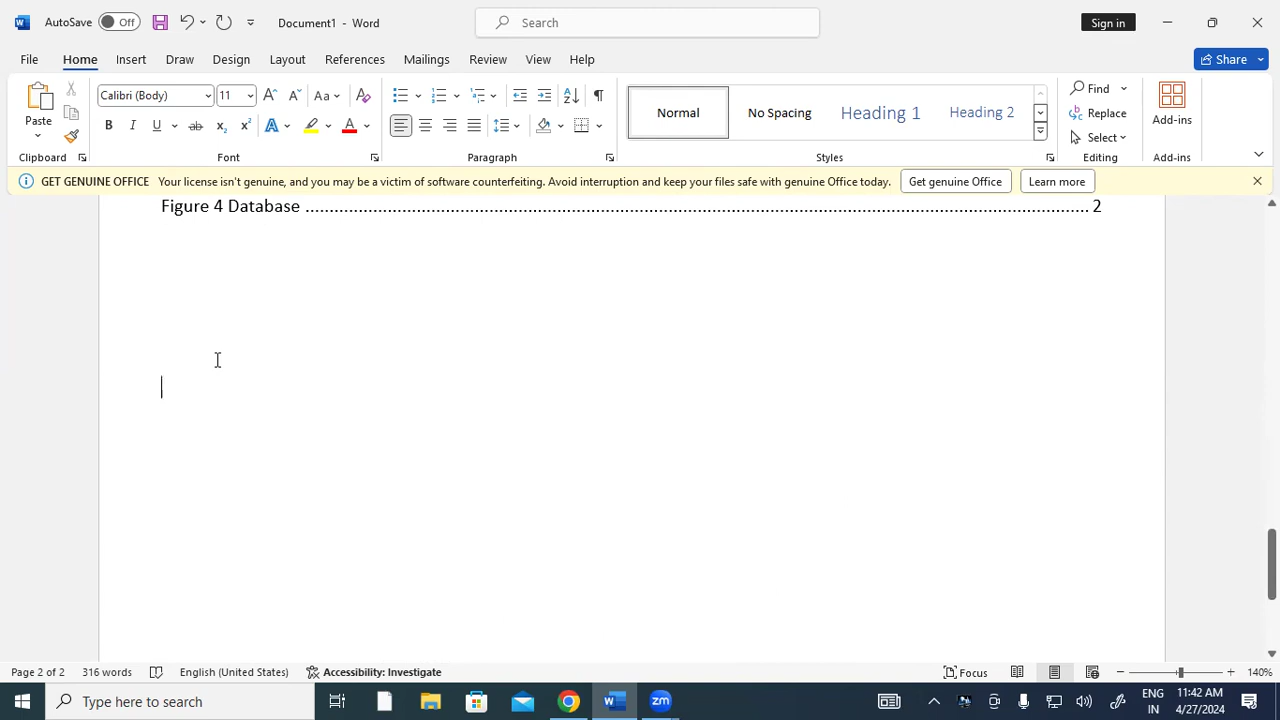 AutoSave Off Document1 - Word Search Sign in
File Home Insert Draw Design Layout References Mailings Review View Help Share
Paste Calibri (Body) 11 A A Aa A Normal No Spacing Heading 1 Heading 2 Find Replace Select Add-ins
B I U ab x₂ x² A A
Clipboard Font Paragraph Styles Editing Add-ins
GET GENUINE OFFICE Your license isn't genuine, and you may be a victim of software counterfeiting. Avoid interruption and keep your files safe with genuine Office today. Get genuine Office Learn more
Figure 4 Database ........................................................................................................................................................ 2
Page 2 of 2 316 words English (United States) Accessibility: Investigate Focus 140%
Type here to search zm ENG IN 11:42 AM 4/27/2024